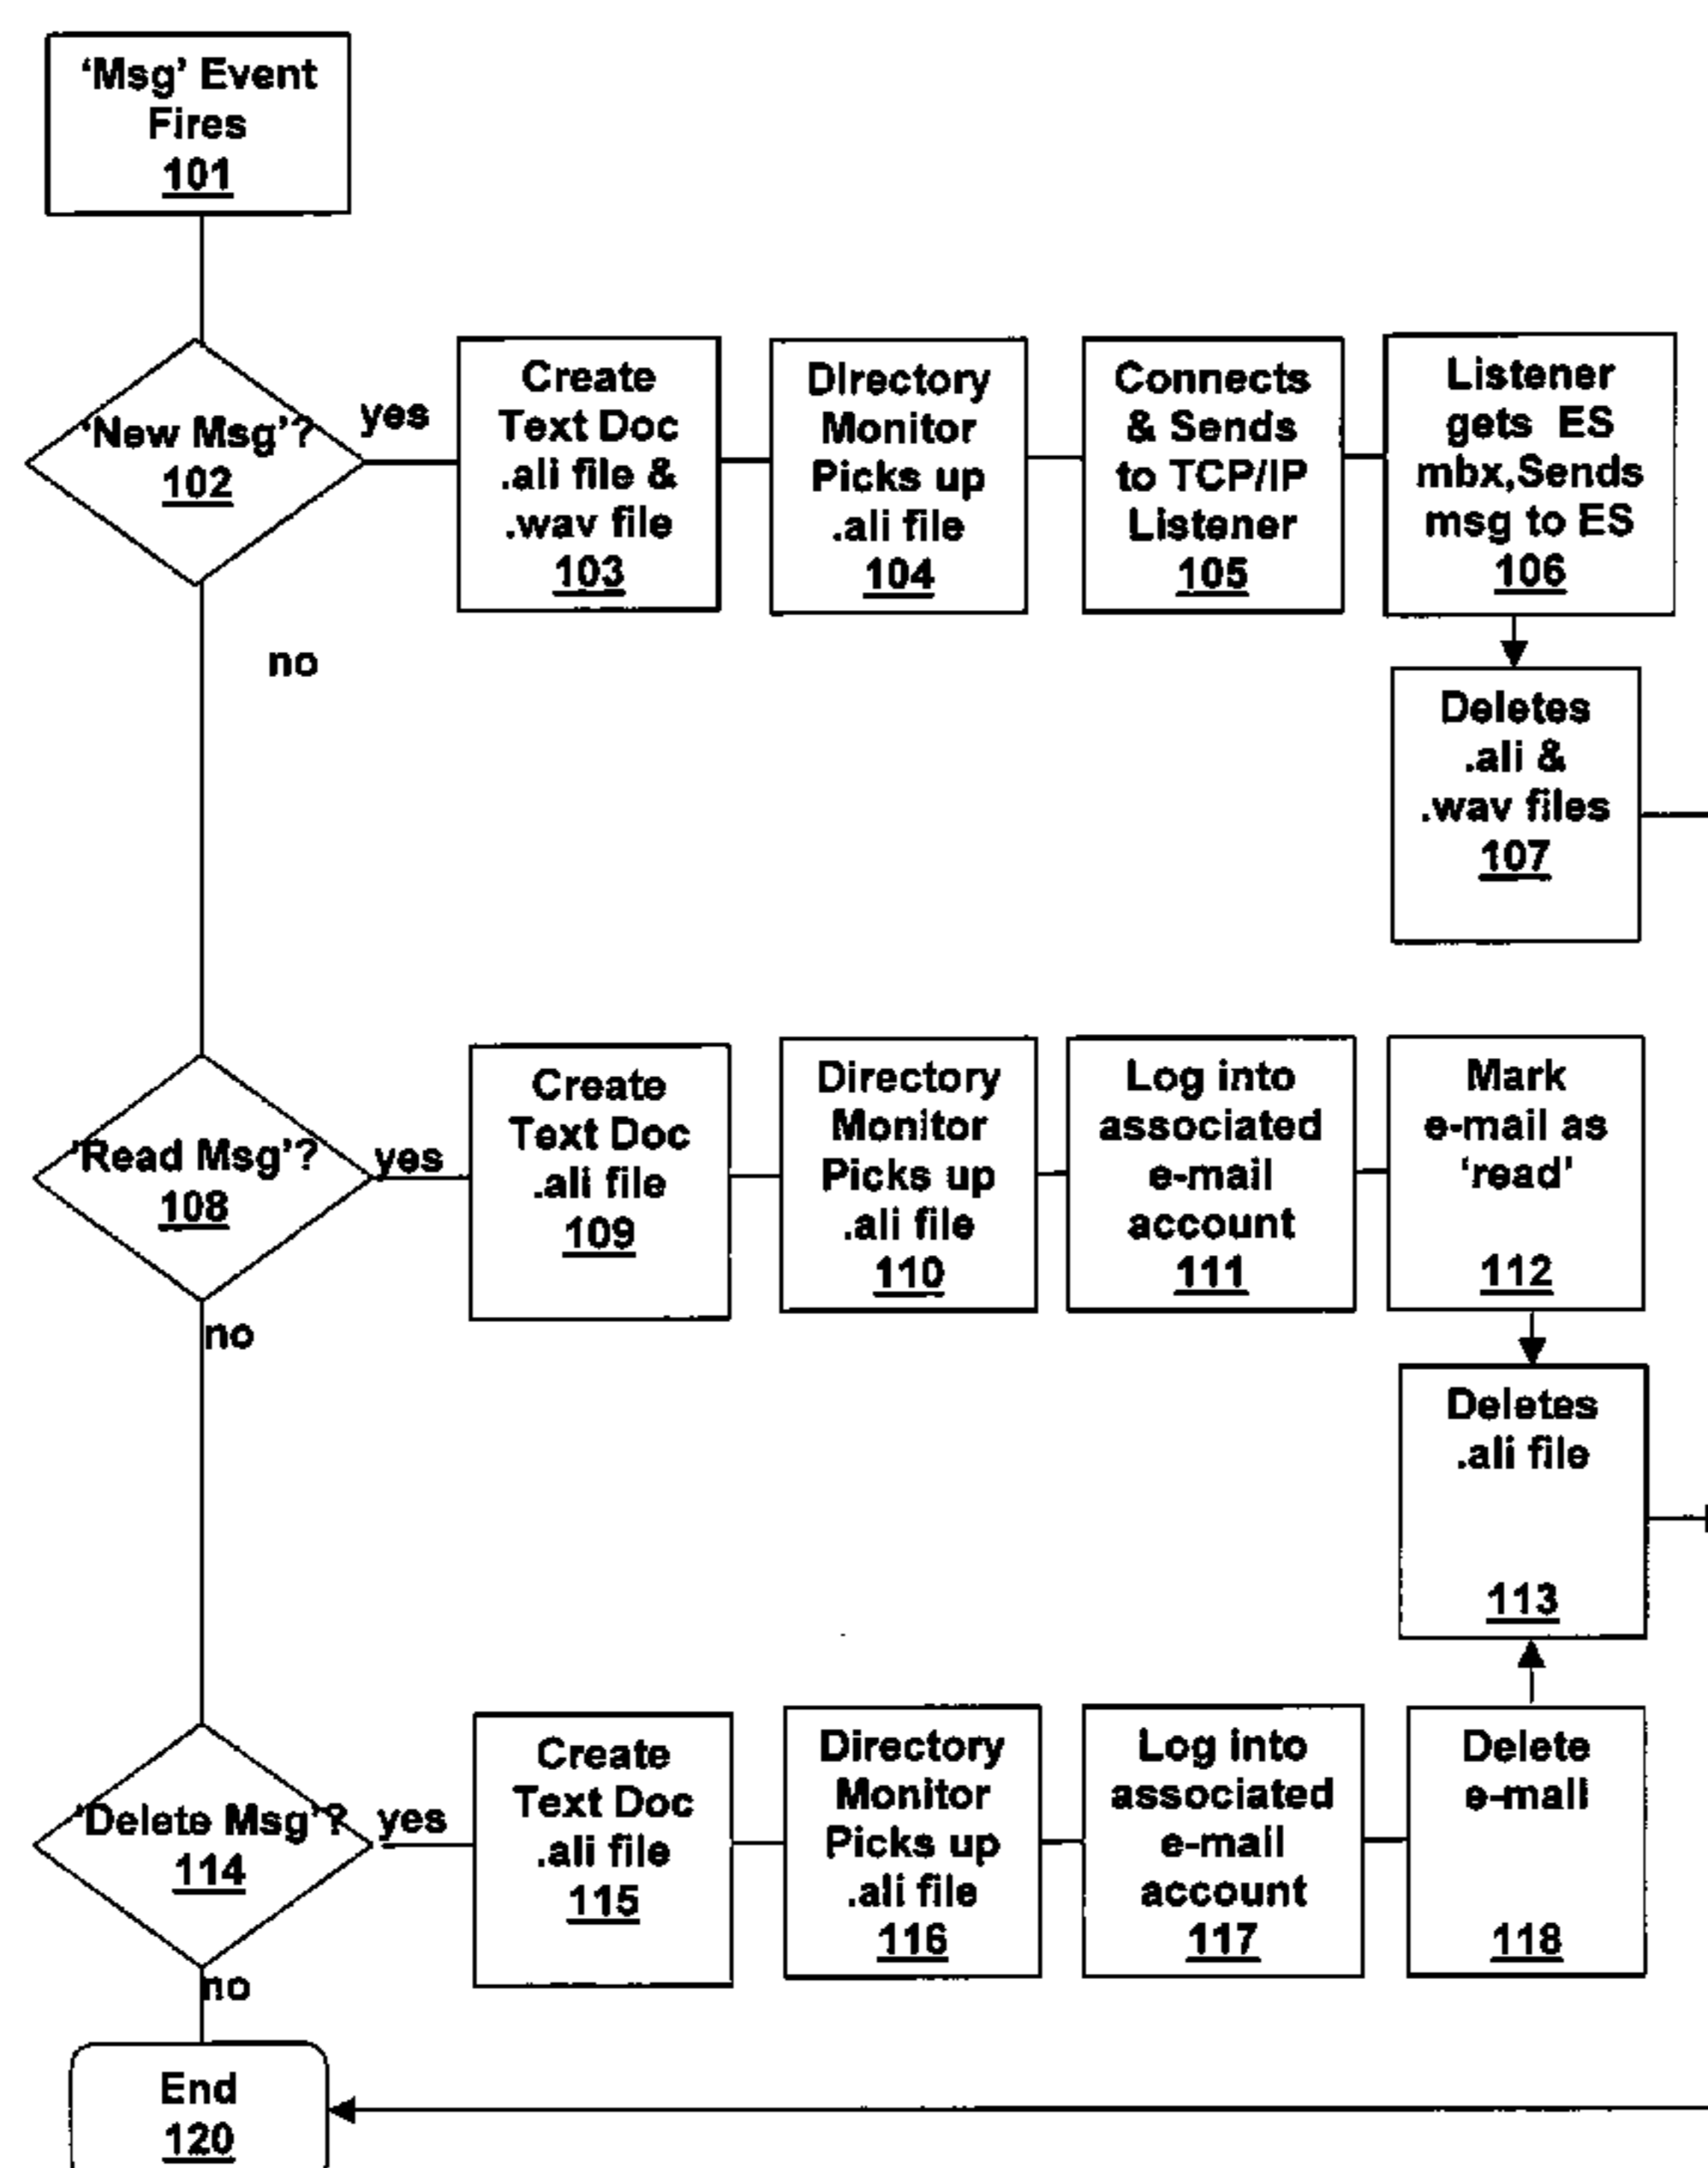 ‘Msg’ Event
Fires
101
‘New Msg’?
102
yes
Create
Text Doc
.ali file &
.wav file
103
Directory
Monitor
Picks up
.ali file
104
Connects
& Sends
to TCP/IP
Listener
105
Listener
gets ES
mbx,Sends
msg to ES
106
no
Deletes
.ali &
.wav files
107
‘Read Msg’?
108
yes
Create
Text Doc
.ali file
109
Directory
Monitor
Picks up
.ali file
110
Log into
associated
e-mail
account
111
Mark
e-mail as
‘read’
112
no
Deletes
.ali file
113
‘Delete Msg’?
114
yes
Create
Text Doc
.ali file
115
Directory
Monitor
Picks up
.ali file
116
Log into
associated
e-mail
account
117
Delete
e-mail
118
no
End
120